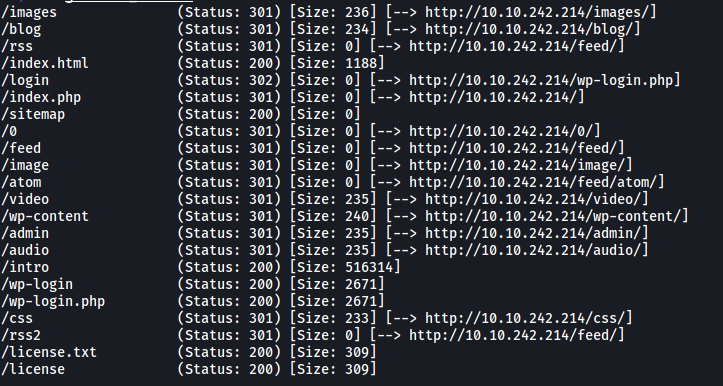 /images (Status: 301) [Size: 236] [--> http://10.10.242.214/images/]
/blog (Status: 301) [Size: 234] [--> http://10.10.242.214/blog/]
/rss (Status: 301) [Size: 0] [--> http://10.10.242.214/feed/]
/index.html (Status: 200) [Size: 1188]
/login (Status: 302) [Size: 0] [--> http://10.10.242.214/wp-login.php]
/index.php (Status: 301) [Size: 0] [--> http://10.10.242.214/]
/sitemap (Status: 200) [Size: 0]
/0 (Status: 301) [Size: 0] [--> http://10.10.242.214/0/]
/feed (Status: 301) [Size: 0] [--> http://10.10.242.214/feed/]
/image (Status: 301) [Size: 0] [--> http://10.10.242.214/image/]
/atom (Status: 301) [Size: 0] [--> http://10.10.242.214/feed/atom/]
/video (Status: 301) [Size: 235] [--> http://10.10.242.214/video/]
/wp-content (Status: 301) [Size: 240] [--> http://10.10.242.214/wp-content/]
/admin (Status: 301) [Size: 235] [--> http://10.10.242.214/admin/]
/audio (Status: 301) [Size: 235] [--> http://10.10.242.214/audio/]
/intro (Status: 200) [Size: 516314]
/wp-login (Status: 200) [Size: 2671]
/wp-login.php (Status: 200) [Size: 2671]
/css (Status: 301) [Size: 233] [--> http://10.10.242.214/css/]
/rss2 (Status: 301) [Size: 0] [--> http://10.10.242.214/feed/]
/license.txt (Status: 200) [Size: 309]
/license (Status: 200) [Size: 309]